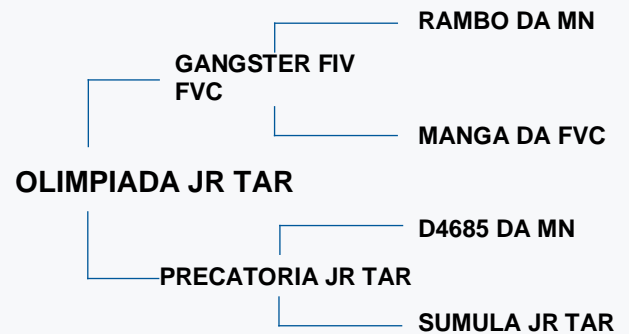 RAMBO DA MN
GANGSTER FIV
FVC
MANGA DA FVC
OLIMPIADA JR TAR
D4685 DA MN
PRECATORIA JR TAR
SUMULA JR TAR